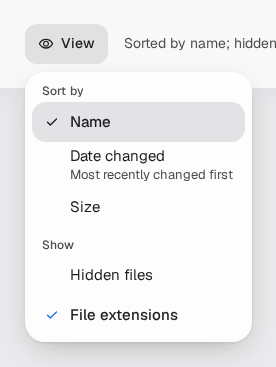 View
Sorted by name; hidden
Sort by
Name
Date changed
Most recently changed first
Size
Show
Hidden files
File extensions